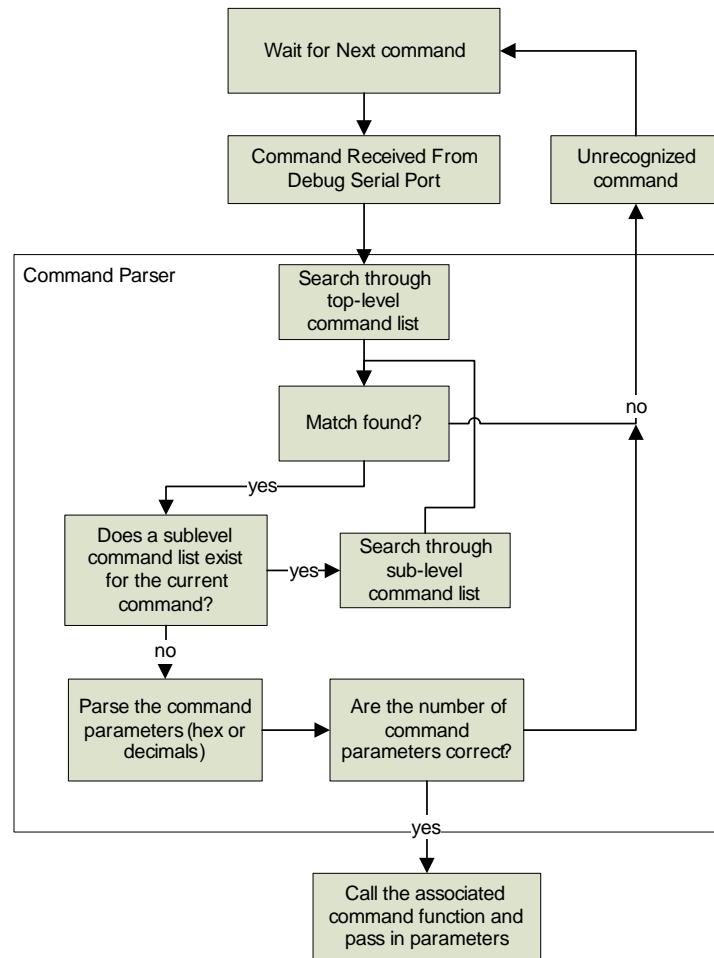 Wait for Next command
Command Received From
Debug Serial Port
Unrecognized
command
Command Parser
Search through
top-level
command list
Match found?
no
yes
Does a sublevel
command list exist
for the current
command?
yes
Search through
sub-level
command list
no
Parse the command
parameters (hex or
decimals)
Are the number of
command
parameters correct?
yes
Call the associated
command function and
pass in parameters